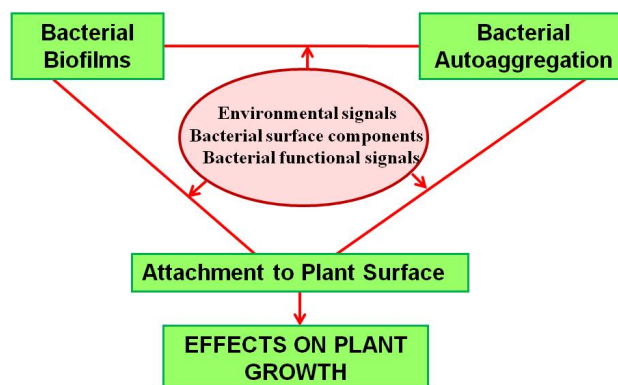 Bacterial
Biofilms
Bacterial
Autoaggregation
Environmental signals
Bacterial surface components
Bacterial functional signals
Attachment to Plant Surface
EFFECTS ON PLANT
GROWTH